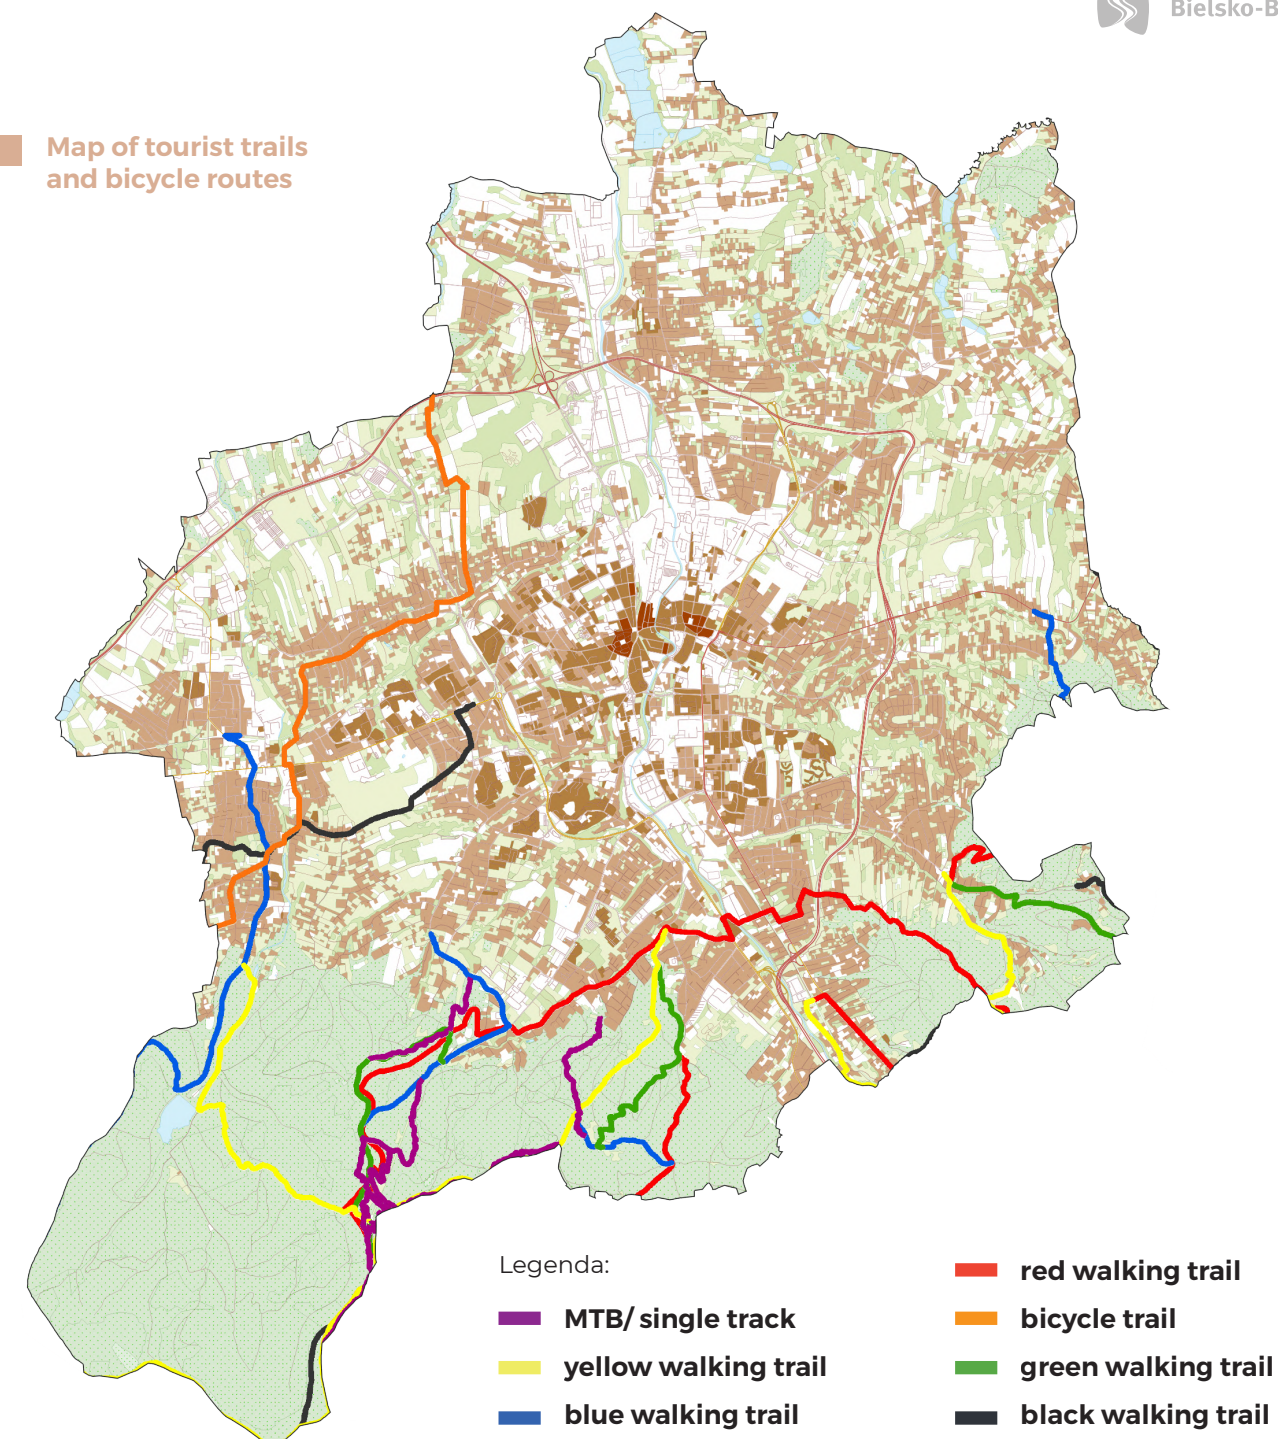 Bielsko-B
Map of tourist trails
and bicycle routes
Legenda:
MTB/ single track
yellow walking trail
blue walking trail
red walking trail
bicycle trail
green walking trail
black walking trail